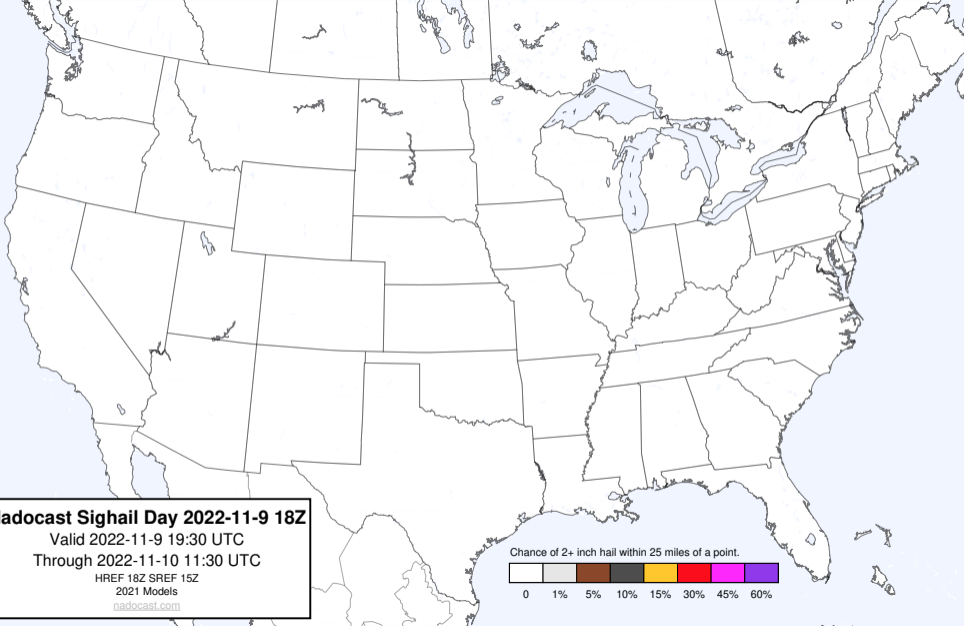 adocast Sighail Day 2022-11-9 18Z
Valid 2022-11-9 19:30 UTC
Through 2022-11-10 11:30 UTC
HREF 18Z SREF 15Z
2021 Models
nadocast.com
Chance of 2+ inch hail within 25 miles of a point.
0 1% 5% 10% 15% 30% 45% 60%